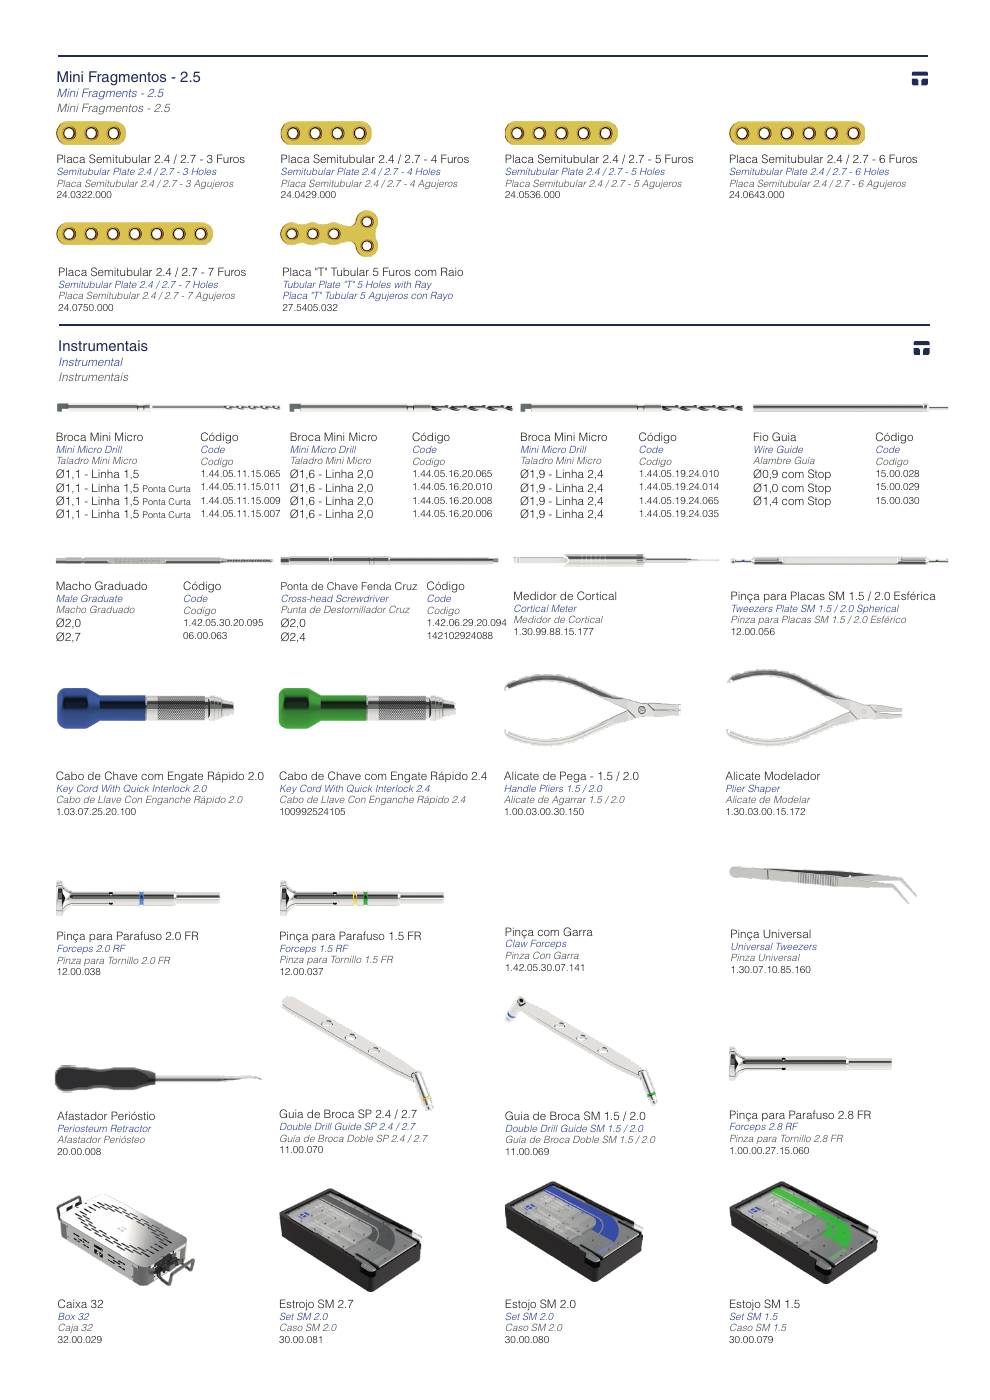 Mini Fragmentos - 2.5
Mini Fragments - 2.5
Mini Fragmentos - 2.5
Placa Semitubular 2.4 / 2.7 - 3 Furos
Semitubular Plate 2.4 / 2.7 - 3 Holes
Placa Semitubular 2.4 / 2.7 - 3 Agujeros
24.0322.000
Placa Semitubular 2.4 / 2.7 - 4 Furos
Semitubular Plate 2.4 / 2.7 - 4 Holes
Placa Semitubular 2.4 / 2.7 - 4 Agujeros
24.0429.000
Placa Semitubular 2.4 / 2.7 - 5 Furos
Semitubular Plate 2.4 / 2.7 - 5 Holes
Placa Semitubular 2.4 / 2.7 - 5 Agujeros
24.0536.000
Placa Semitubular 2.4 / 2.7 - 6 Furos
Semitubular Plate 2.4 / 2.7 - 6 Holes
Placa Semitubular 2.4 / 2.7 - 6 Agujeros
24.0643.000
Placa Semitubular 2.4 / 2.7 - 7 Furos
Semitubular Plate 2.4 / 2.7 - 7 Holes
Placa Semitubular 2.4 / 2.7 - 7 Agujeros
24.0750.000
Placa "T" Tubular 5 Furos com Raio
Tubular Plate "T" 5 Holes with Ray
Placa "T" Tubular 5 Agujeros con Rayo
27.5405.032
Instrumentais
Instrumental
Instrumentais
Broca Mini Micro Código
Mini Micro Drill Code
Taladro Mini Micro Codigo
Ø1,1 - Linha 1,5 1.44.05.11.15.065
Ø1,1 - Linha 1,5 Ponta Curta 1.44.05.11.15.011
Ø1,1 - Linha 1,5 Ponta Curta 1.44.05.11.15.009
Ø1,1 - Linha 1,5 Ponta Curta 1.44.05.11.15.007
Broca Mini Micro Código
Mini Micro Drill Code
Taladro Mini Micro Codigo
Ø1,6 - Linha 2,0 1.44.05.16.20.065
Ø1,6 - Linha 2,0 1.44.05.16.20.010
Ø1,6 - Linha 2,0 1.44.05.16.20.008
Ø1,6 - Linha 2,0 1.44.05.16.20.006
Broca Mini Micro Código
Mini Micro Drill Code
Taladro Mini Micro Codigo
Ø1,9 - Linha 2,4 1.44.05.19.24.010
Ø1,9 - Linha 2,4 1.44.05.19.24.014
Ø1,9 - Linha 2,4 1.44.05.19.24.065
Ø1,9 - Linha 2,4 1.44.05.19.24.035
Fio Guia Código
Wire Guide Code
Alambre Guia Codigo
Ø0,9 com Stop 15.00.028
Ø1,0 com Stop 15.00.029
Ø1,4 com Stop 15.00.030
Macho Graduado Código
Male Graduate Code
Macho Graduado Codigo
Ø2,0 1.42.05.30.20.095
Ø2,7 06.00.063
Ponta de Chave Fenda Cruz Código
Cross-head Screwdriver Code
Punta de Destornillador Cruz Codigo
Ø2,0 1.42.06.29.20.094
Ø2,4 142102924088
Medidor de Cortical
Cortical Meter
Medidor de Cortical
1.30.99.88.15.177
Pinça para Placas SM 1.5 / 2.0 Esférica
Tweezers Plate SM 1.5 / 2.0 Spherical
Pinza para Placas SM 1.5 / 2.0 Esférico
12.00.056
Cabo de Chave com Engate Rápido 2.0
Key Cord With Quick Interlock 2.0
Cabo de Llave Con Enganche Rápido 2.0
1.03.07.25.20.100
Cabo de Chave com Engate Rápido 2.4
Key Cord With Quick Interlock 2.4
Cabo de Llave Con Enganche Rápido 2.4
100992524105
Alicate de Pega - 1.5 / 2.0
Handle Pliers 1.5 / 2.0
Alicate de Agarrar 1.5 / 2.0
1.00.03.00.30.150
Alicate Modelador
Plier Shaper
Alicate de Modelar
1.30.03.00.15.172
Pinça para Parafuso 2.0 FR
Forceps 2.0 RF
Pinza para Tornillo 2.0 FR
12.00.038
Pinça para Parafuso 1.5 FR
Forceps 1.5 RF
Pinza para Tornillo 1.5 FR
12.00.037
Pinça com Garra
Claw Forceps
Pinza Con Garra
1.42.05.30.07.141
Pinça Universal
Universal Tweezers
Pinza Universal
1.30.07.10.85.160
Afastador Perióstio
Periosteum Retractor
Afastador Periósteo
20.00.008
Guia de Broca SP 2.4 / 2.7
Double Drill Guide SP 2.4 / 2.7
Guía de Broca Doble SP 2.4 / 2.7
11.00.070
Guia de Broca SM 1.5 / 2.0
Double Drill Guide SM 1.5 / 2.0
Guía de Broca Doble SM 1.5 / 2.0
11.00.069
Pinça para Parafuso 2.8 FR
Forceps 2.8 RF
Pinza para Tornillo 2.8 FR
1.00.00.27.15.060
Caixa 32
Box 32
Caja 32
32.00.029
Estrojo SM 2.7
Set SM 2.0
Caso SM 2.0
30.00.081
Estojo SM 2.0
Set SM 2.0
Caso SM 2.0
30.00.080
Estojo SM 1.5
Set SM 1.5
Caso SM 1.5
30.00.079